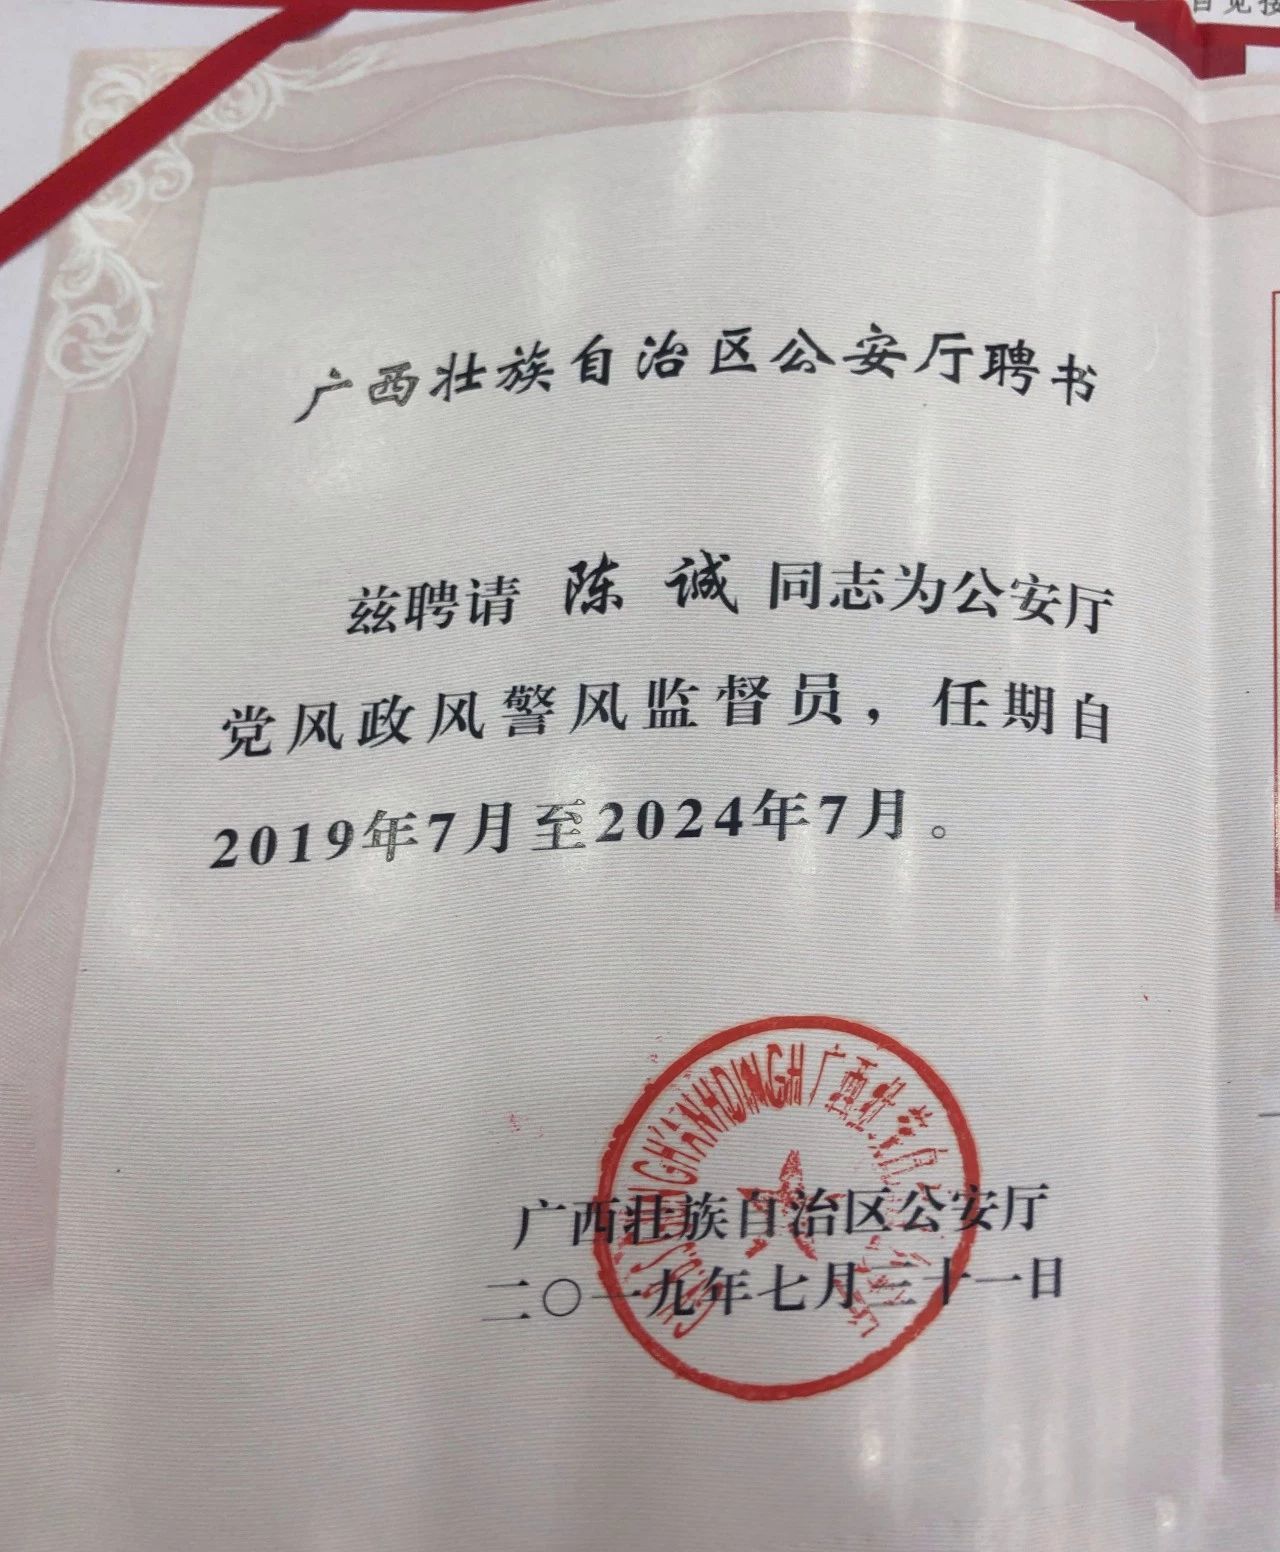 广西壮族自治区公安厅聘书
兹聘请 陈 诚 同志为公安厅
党风政风警风监督员，任期自
2019年7月至2024年7月。
广西壮族自治区公安厅
二〇一九年七月三十一日